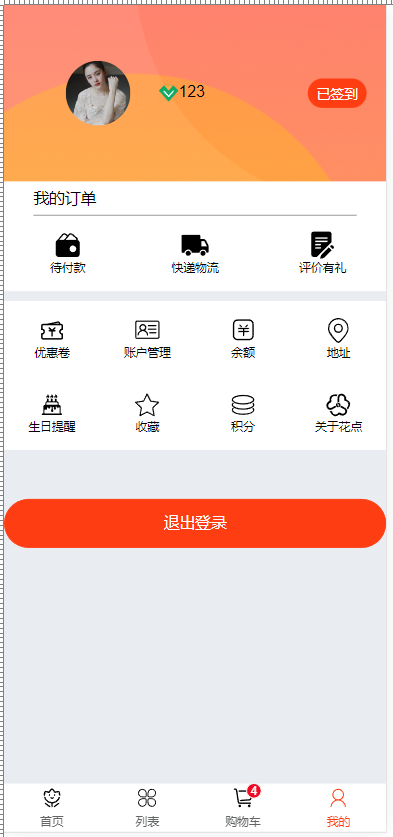 123
已签到
我的订单
待付款 快递物流 评价有礼
优惠卷 账户管理 余额 地址
生日提醒 收藏 积分 关于花点
退出登录
4
首页 列表 购物车 我的